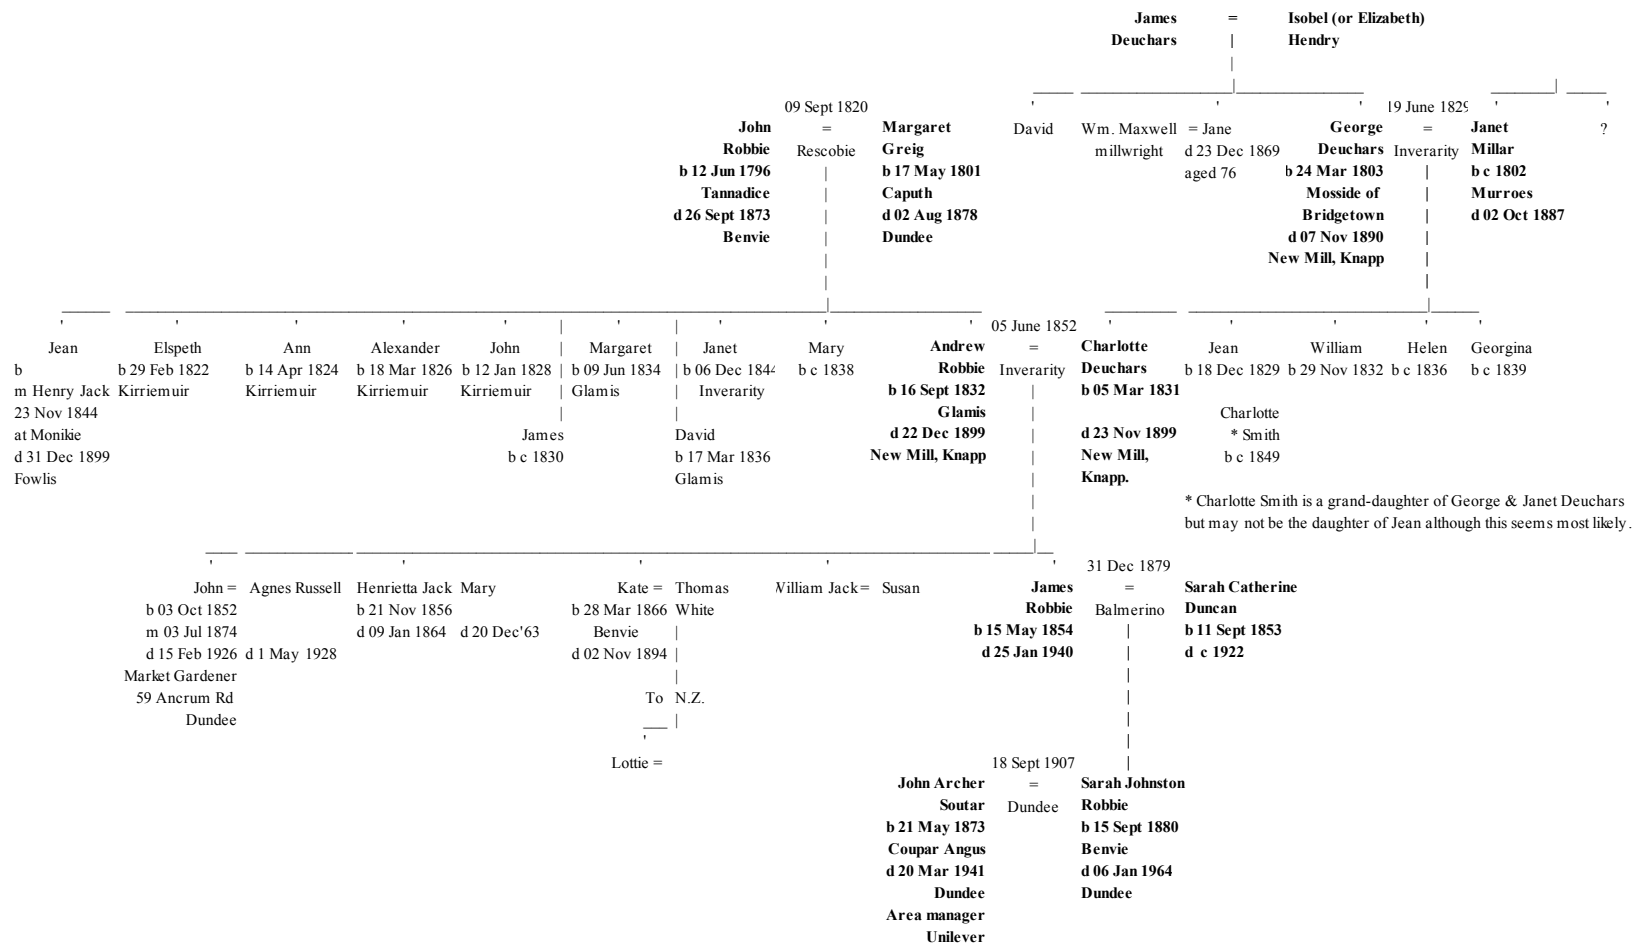 James = Isobel (or Elizabeth)
Deuchars | Hendry
09 Sept 1820 19 June 1829
John = Margaret David Wm. Maxwell = Jane George = Janet ?
Robbie Rescobie Greig millwright d 23 Dec 1869 Deuchars Inverarity Millar
b 12 Jun 1796 b 17 May 1801 aged 76 b 24 Mar 1803 b c 1802
Tannadice Caputh Mosside of Murroes
d 26 Sept 1873 d 02 Aug 1878 Bridgetown d 02 Oct 1887
Benvie Dundee d 07 Nov 1890
New Mill, Knapp
05 June 1852
Jean Elspeth Ann Alexander John Margaret Janet Mary Andrew = Charlotte Jean William Helen Georgina
b b 29 Feb 1822 b 14 Apr 1824 b 18 Mar 1826 b 12 Jan 1828 b 09 Jun 1834 b 06 Dec 1844 b c 1838 Robbie Inverarity Deuchars b 18 Dec 1829 b 29 Nov 1832 b c 1836 b c 1839
m Henry Jack Kirriemuir Kirriemuir Kirriemuir Kirriemuir Glamis Inverarity b 16 Sept 1832 b 05 Mar 1831
23 Nov 1844 Glamis Charlotte
at Monikie James David d 22 Dec 1899 d 23 Nov 1899 * Smith
d 31 Dec 1899 b c 1830 b 17 Mar 1836 New Mill, Knapp New Mill, b c 1849
Fowlis Glamis Knapp.
* Charlotte Smith is a grand-daughter of George & Janet Deuchars
but may not be the daughter of Jean although this seems most likely.
31 Dec 1879
John = Agnes Russell Henrietta Jack Mary Kate = Thomas William Jack = Susan James = Sarah Catherine
b 03 Oct 1852 b 21 Nov 1856 b 28 Mar 1866 White Robbie Balmerino Duncan
m 03 Jul 1874 d 09 Jan 1864 d 20 Dec'63 Benvie b 15 May 1854 b 11 Sept 1853
d 15 Feb 1926 d 1 May 1928 d 02 Nov 1894 d 25 Jan 1940 d c 1922
Market Gardener
59 Ancrum Rd To N.Z.
Dundee
Lottie = 18 Sept 1907
John Archer = Sarah Johnston
Soutar Dundee Robbie
b 21 May 1873 b 15 Sept 1880
Coupar Angus Benvie
d 20 Mar 1941 d 06 Jan 1964
Dundee Dundee
Area manager
Unilever